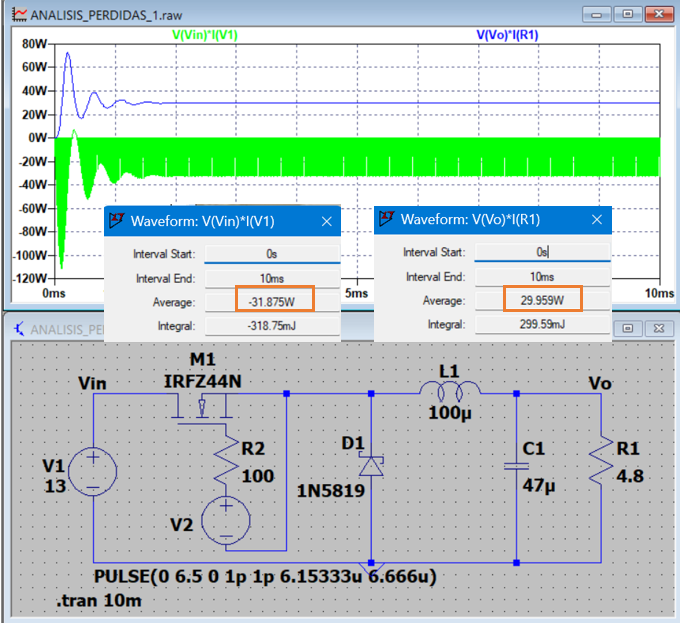 ANALISIS_PERDIDAS_1.raw
V(Vin)*I(V1) V(Vo)*I(R1)
80W
60W
40W
20W
0W
-20W
-40W
-60W
-80W
-100W
-120W
0ms 5ms 10ms
Waveform: V(Vin)*I(V1)
Interval Start: 0s
Interval End: 10ms
Average: -31.875W
Integral: -318.75mJ
Waveform: V(Vo)*I(R1)
Interval Start: 0s
Interval End: 10ms
Average: 29.959W
Integral: 299.59mJ
ANALISIS_PE
M1
IRFZ44N
Vin
L1
100µ
Vo
R2
100
V1
13
V2
D1
1N5819
C1
47µ
R1
4.8
PULSE(0 6.5 0 1p 1p 6.15333u 6.666u)
.tran 10m